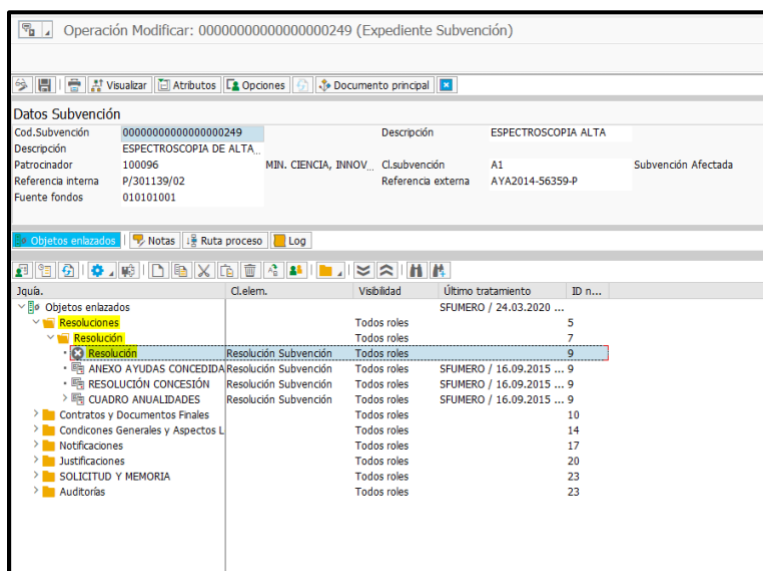 Operación Modificar: 00000000000000000249 (Expediente Subvención)
Visualizar Atributos Opciones Documento principal
Datos Subvención
Cod.Subvención 00000000000000000249 Descripción ESPECTROSCOPIA ALTA
Descripción ESPECTROSCOPIA DE ALTA...
Patrocinador 100096 MIN. CIENCIA, INNOV... Cl.subvención A1 Subvención Afectada
Referencia interna P/301139/02 Referencia externa AYA2014-56359-P
Fuente fondos 010101001
Objetos enlazados Notas Ruta proceso Log
Jquía. Cl.elem. Visibilidad Último tratamiento ID n...
Objetos enlazados SFUMERO / 24.03.2020 ...
Resoluciones Todos roles 5
Resolución Todos roles 7
Resolución Resolución Subvención Todos roles 9
ANEXO AYUDAS CONCEDIDA Resolución Subvención Todos roles SFUMERO / 16.09.2015 ... 9
RESOLUCIÓN CONCESIÓN Resolución Subvención Todos roles SFUMERO / 16.09.2015 ... 9
CUADRO ANUALIDADES Resolución Subvención Todos roles SFUMERO / 16.09.2015 ... 9
Contratos y Documentos Finales Todos roles 10
Condicones Generales y Aspectos L Todos roles 14
Notificaciones Todos roles 17
Justificaciones Todos roles 20
SOLICITUD Y MEMORIA Todos roles 23
Auditorías Todos roles 23